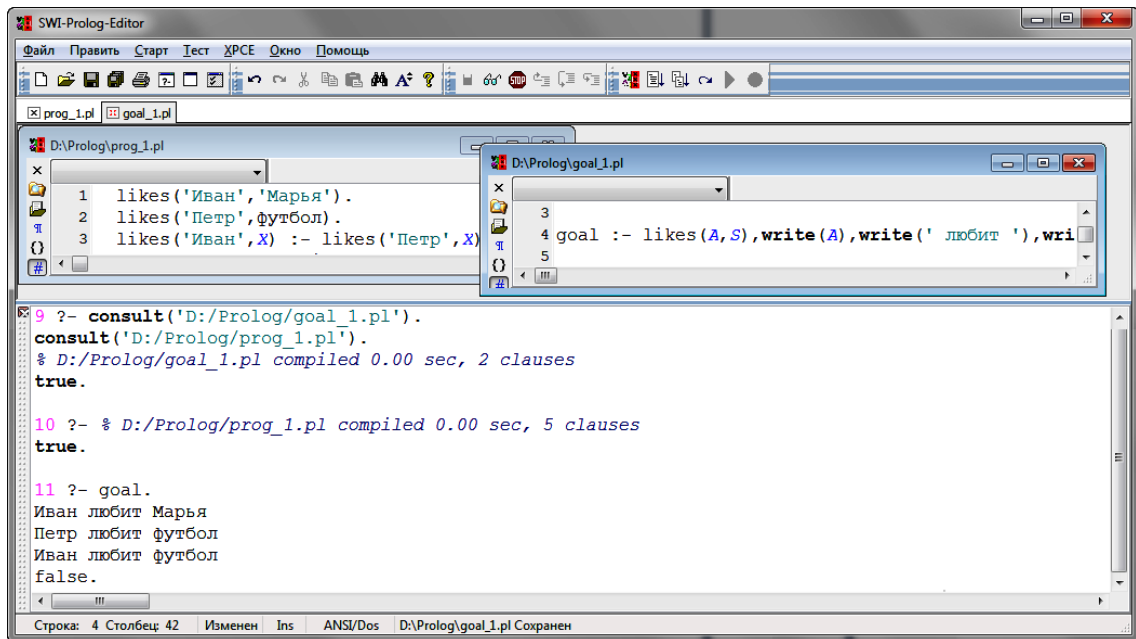 SWI-Prolog-Editor
Файл Править Старт Тест XPCE Окно Помощь
prog_1.pl goal_1.pl
D:\Prolog\prog_1.pl
1 likes('Иван','Марья').
2 likes('Петр',футбол).
3 likes('Иван',X) :- likes('Петр',X)
D:\Prolog\goal_1.pl
3
4 goal :- likes(A,S),write(A),write(' любит '),wri
5
9 ?- consult('D:/Prolog/goal_1.pl').
consult('D:/Prolog/prog_1.pl').
% D:/Prolog/goal_1.pl compiled 0.00 sec, 2 clauses
true.
10 ?- % D:/Prolog/prog_1.pl compiled 0.00 sec, 5 clauses
true.
11 ?- goal.
Иван любит Марья
Петр любит футбол
Иван любит футбол
false.
Строка: 4 Столбец: 42 Изменен Ins ANSI/Dos D:\Prolog\goal_1.pl Сохранен